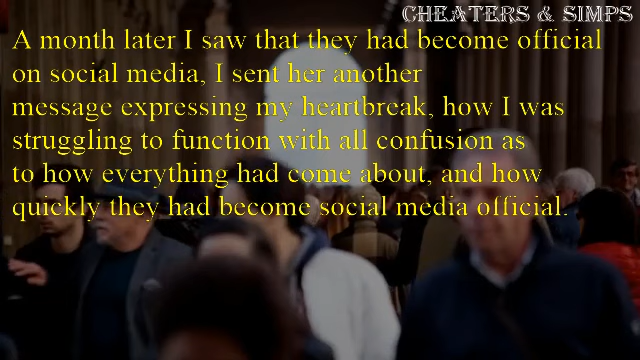 CHEATERS & SIMPS
A month later I saw that they had become official
on social media, I sent her another
message expressing my heartbreak, how I was
struggling to function with all confusion as
to how everything had come about, and how
quickly they had become social media official.